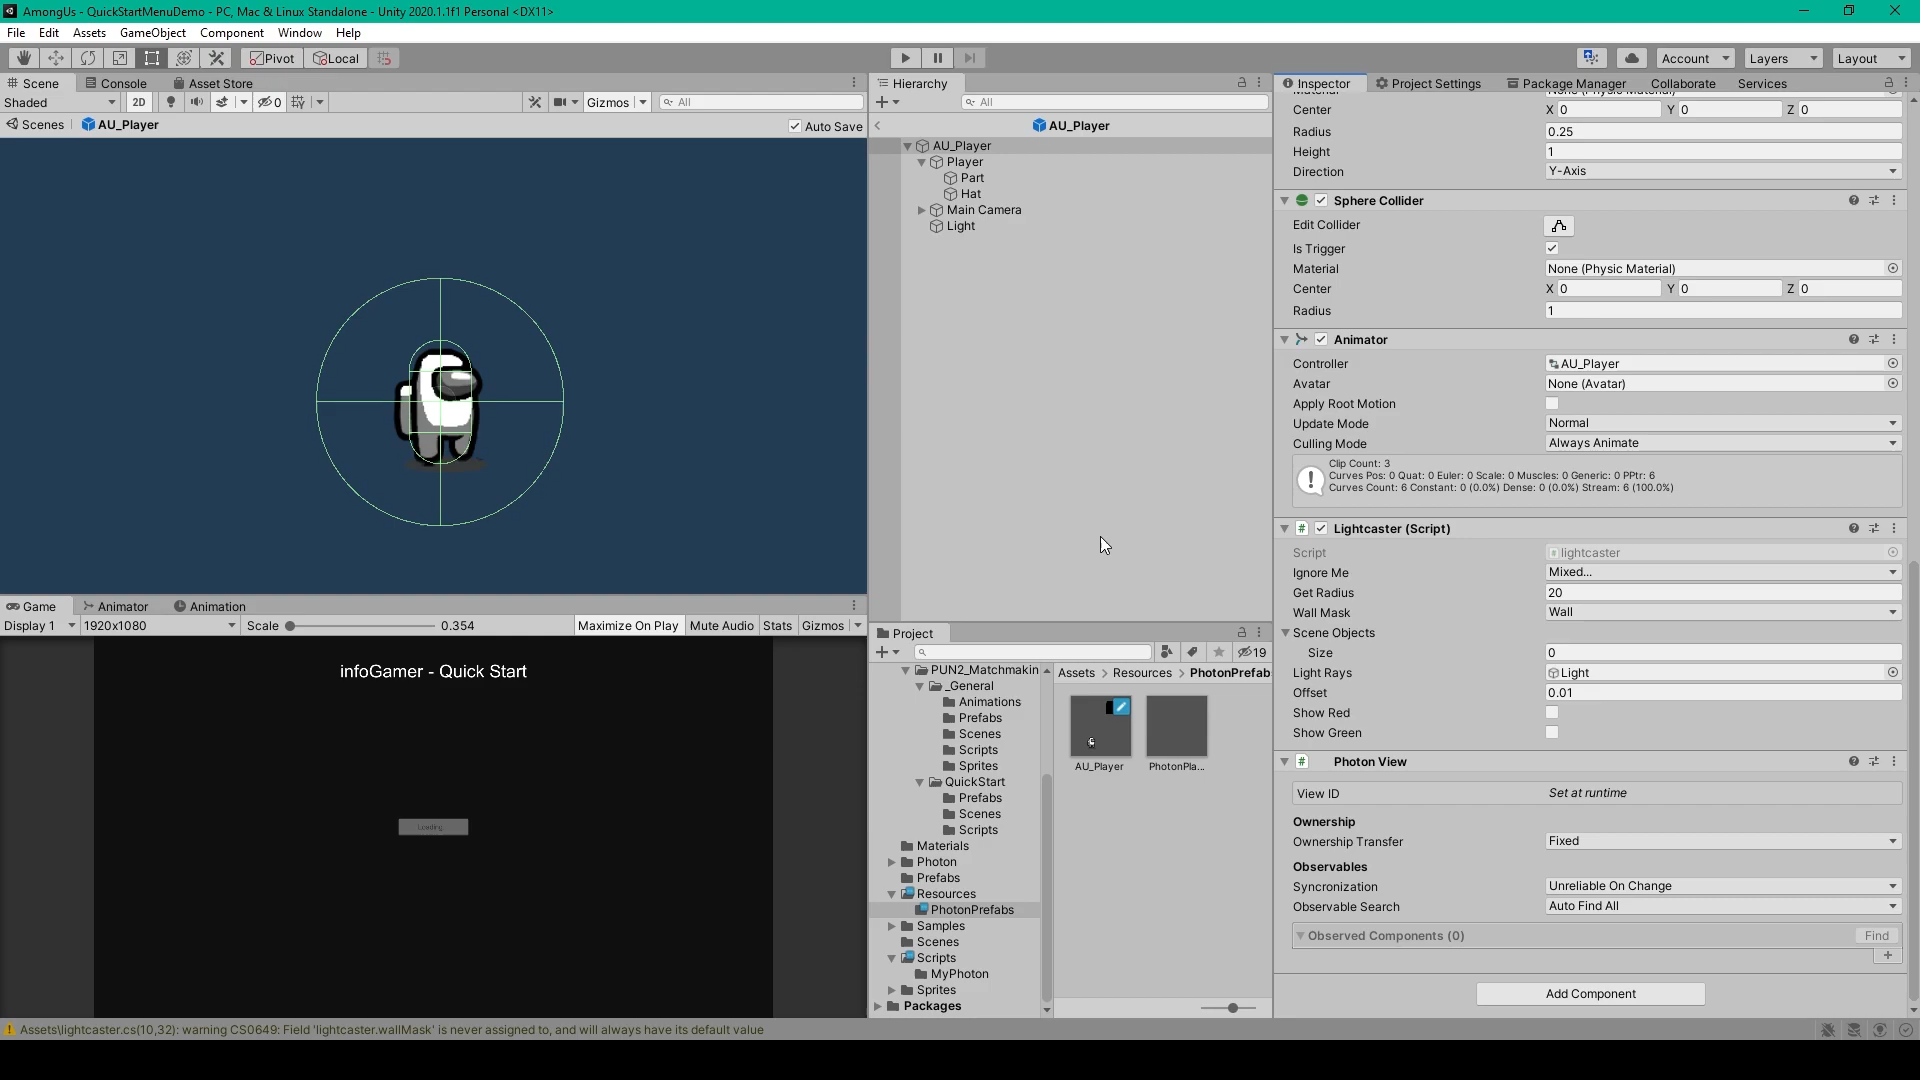 AmongUs - QuickStartMenuDemo - PC, Mac & Linux Standalone - Unity 2020.1.1f1 Personal <DX11>
File Edit Assets GameObject Component Window Help
Pivot Local Account Layers Layout
Scene Console Asset Store
Shaded 2D 0 Gizmos All
Scenes AU_Player Auto Save
Game Animator Animation
Display 1 1920x1080 Scale 0.354 Maximize On Play Mute Audio Stats Gizmos
infoGamer - Quick Start
Loading...
Hierarchy
All
AU_Player
AU_Player
Player
Part
Hat
Main Camera
Light
Project
19
PUN2_Matchmakin
_General
Animations
Prefabs
Scenes
Scripts
Sprites
QuickStart
Prefabs
Scenes
Scripts
Materials
Photon
Prefabs
Resources
PhotonPrefabs
Samples
Scenes
Scripts
MyPhoton
Sprites
Packages
Assets > Resources > PhotonPrefabs
AU_Player PhotonPla...
Inspector Project Settings Package Manager Collaborate Services
Center X 0 Y 0 Z 0
Radius 0.25
Height 1
Direction Y-Axis
Sphere Collider
Edit Collider
Is Trigger
Material None (Physic Material)
Center X 0 Y 0 Z 0
Radius 1
Animator
Controller AU_Player
Avatar None (Avatar)
Apply Root Motion
Update Mode Normal
Culling Mode Always Animate
Clip Count: 3
Curves Pos: 0 Quat: 0 Euler: 0 Scale: 0 Muscles: 0 Generic: 0 PPtr: 6
Curves Count: 6 Constant: 0 (0.0%) Dense: 0 (0.0%) Stream: 6 (100.0%)
# Lightcaster (Script)
Script lightcaster
Ignore Me Mixed...
Get Radius 20
Wall Mask Wall
Scene Objects
Size 0
Light Rays Light
Offset 0.01
Show Red
Show Green
# Photon View
View ID Set at runtime
Ownership
Ownership Transfer Fixed
Observables
Syncronization Unreliable On Change
Observable Search Auto Find All
Observed Components (0) Find
+
Add Component
Assets\lightcaster.cs(10,32): warning CS0649: Field 'lightcaster.wallMask' is never assigned to, and will always have its default value